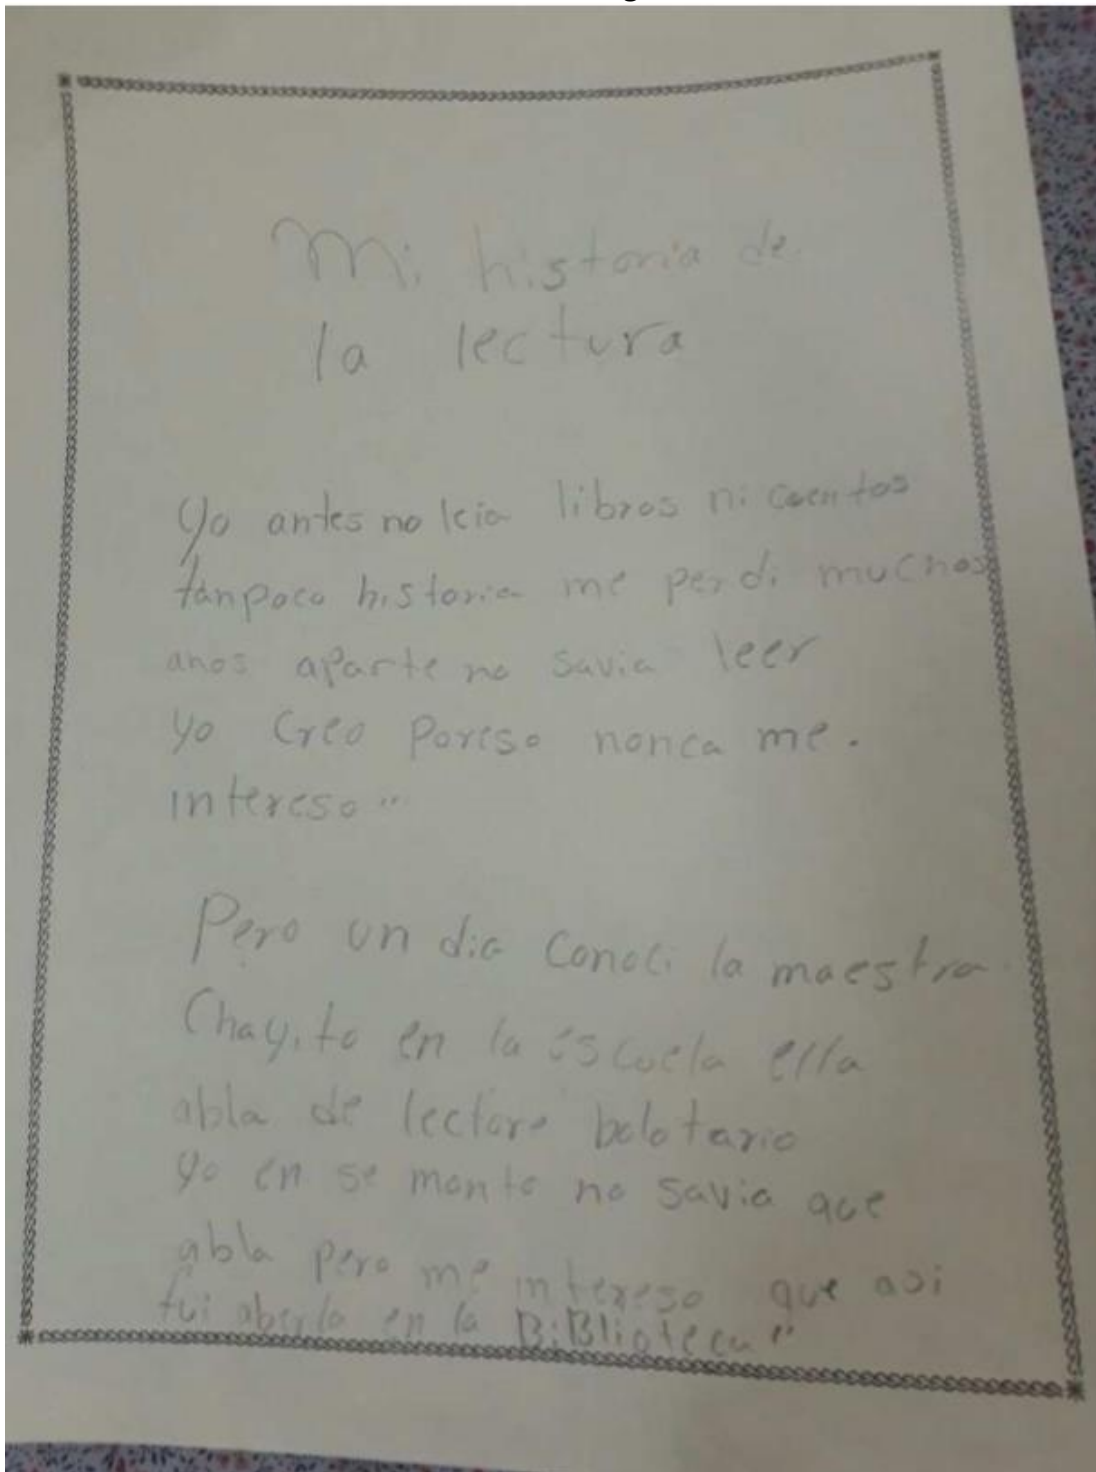 Mi historia de
la lectura
Yo antes no leia libros ni cuentos
tanpoco historia me perdi muchos
anos aparte no savia leer
yo creo poreso nonca me.
intereso"
Pero un dia conoci la maestra
Chayito en la escuela ella
abla de lectora bolotario
yo en se monto no savia que
abla pero me intereso que asi
fui aberla en la BiBlioteca"